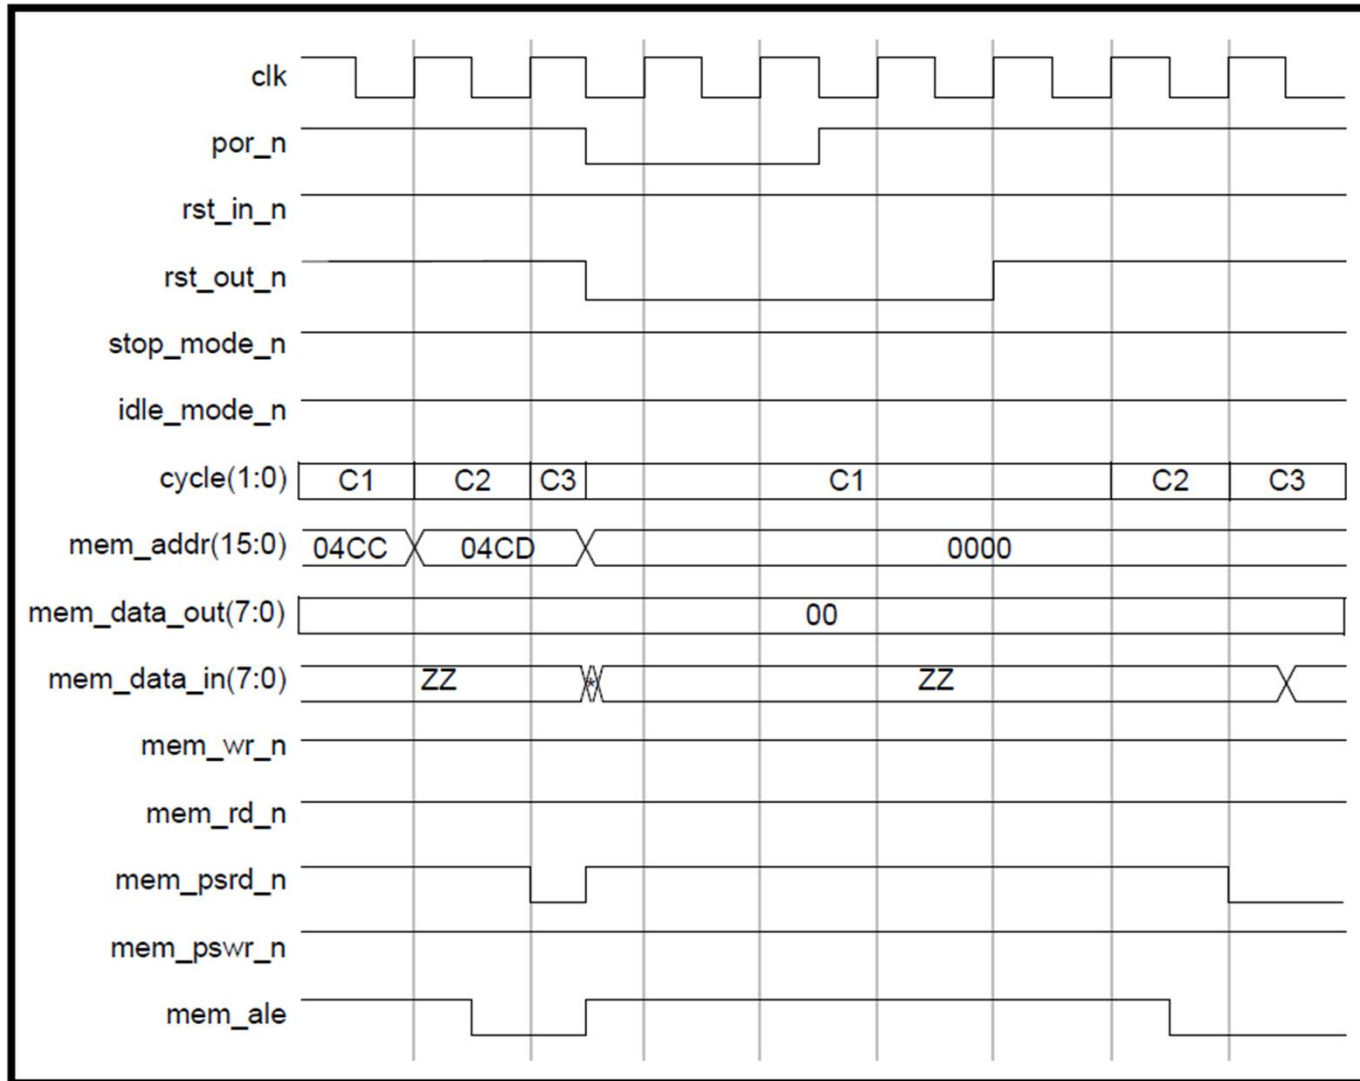 clk
por_n
rst_in_n
rst_out_n
stop_mode_n
idle_mode_n
cycle(1:0) C1 C2 C3 C1 C2 C3
mem_addr(15:0) 04CC 04CD 0000
mem_data_out(7:0) 00
mem_data_in(7:0) ZZ * ZZ
mem_wr_n
mem_rd_n
mem_psrd_n
mem_pswr_n
mem_ale